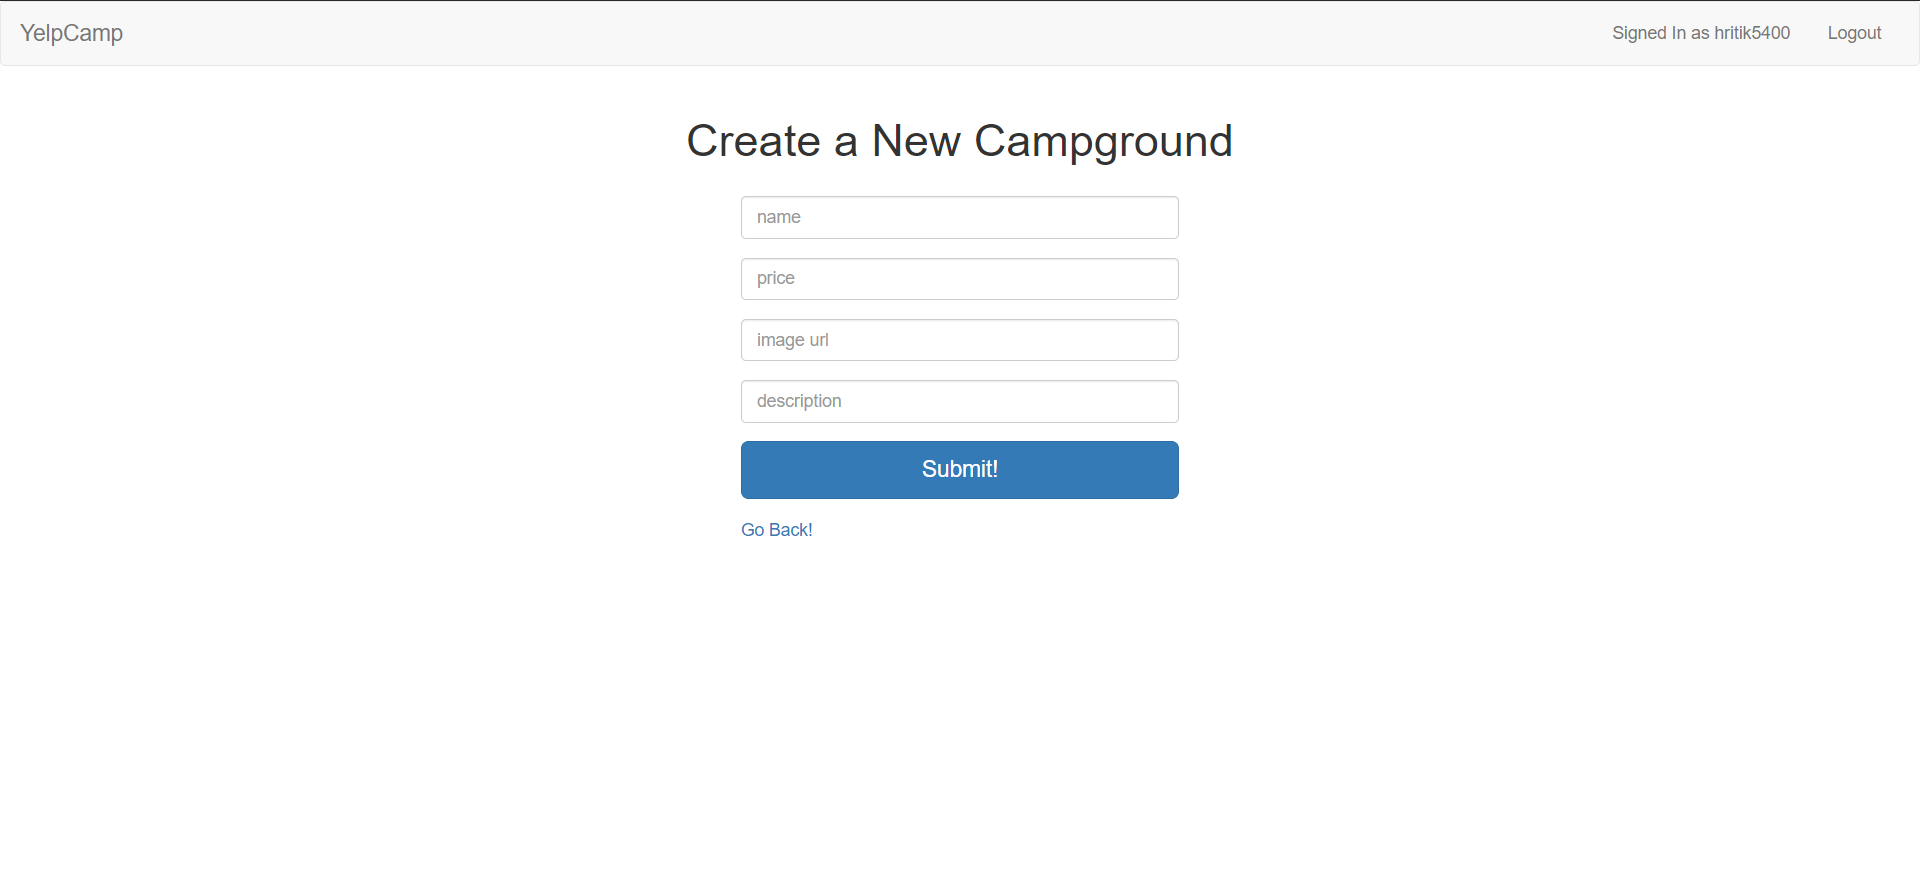 YelpCamp
Signed In as hritik5400
Logout
Create a New Campground
name
price
image url
description
Submit!
Go Back!